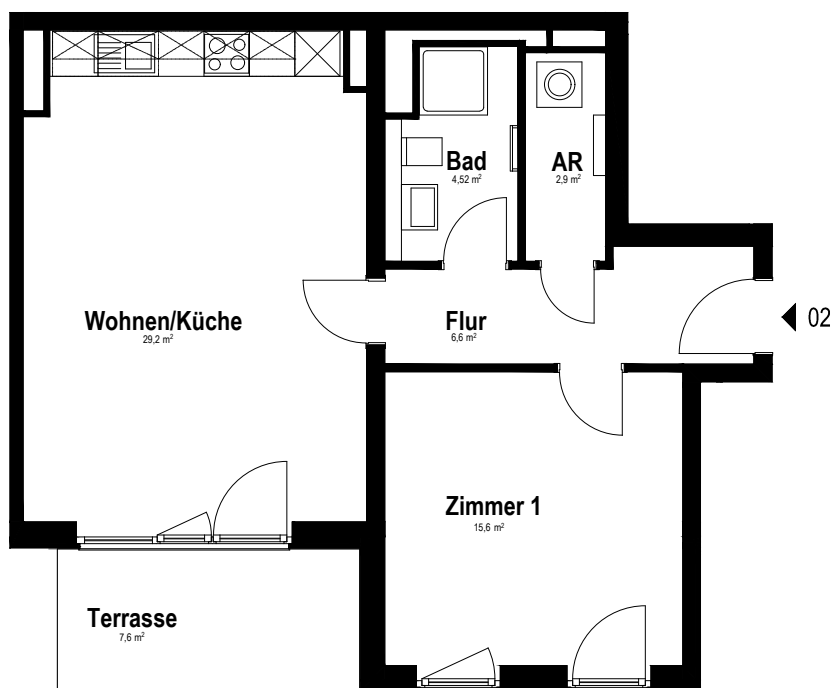 Bad
4,52 m²
AR
2,9 m²
Wohnen/Küche
29,2 m²
Flur
6,6 m²
02
Zimmer 1
15,6 m²
Terrasse
7,6 m²